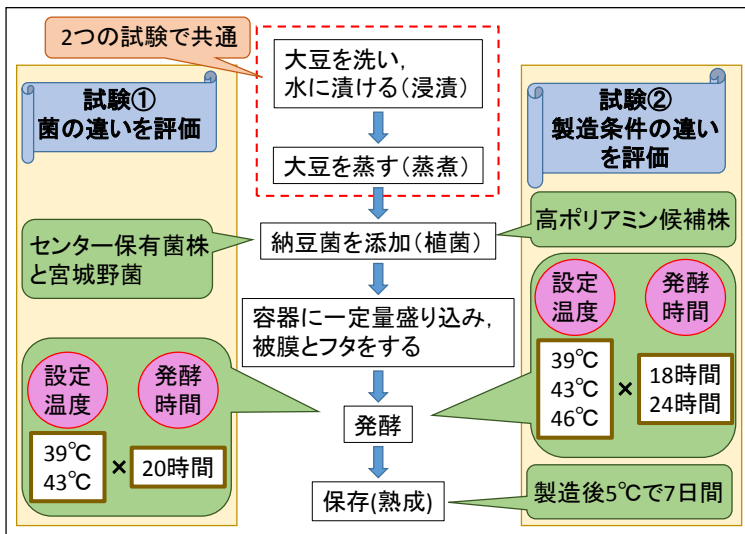 2つの試験で共通
大豆を洗い,
水に漬ける(浸漬)
大豆を蒸す(蒸煮)
試験①
菌の違いを評価
試験②
製造条件の違い
を評価
センター保有菌株
と宮城野菌
納豆菌を添加(植菌)
高ポリアミン候補株
容器に一定量盛り込み,
被膜とフタをする
設定
温度
発酵
時間
39℃
43℃
46℃
×
18時間
24時間
設定
温度
発酵
時間
39℃
43℃
×
20時間
発酵
保存(熟成)
製造後5℃で7日間